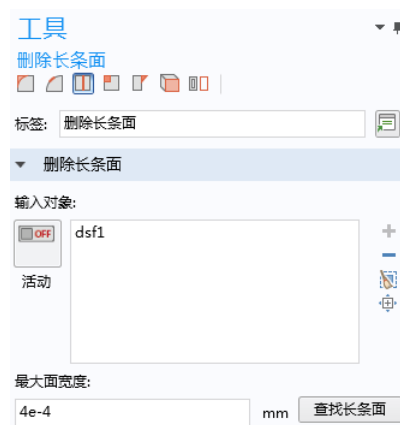 工具
删除长条面
标签: 删除长条面
删除长条面
输入对象:
OFF dsf1
活动
最大面宽度:
4e-4 mm 查找长条面